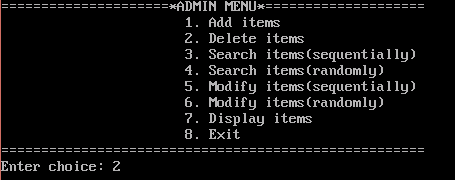 ====================*ADMIN MENU*===================
1. Add items
2. Delete items
3. Search items(sequentially)
4. Search items(randomly)
5. Modify items(sequentially)
6. Modify items(randomly)
7. Display items
8. Exit
===================================================
Enter choice: 2